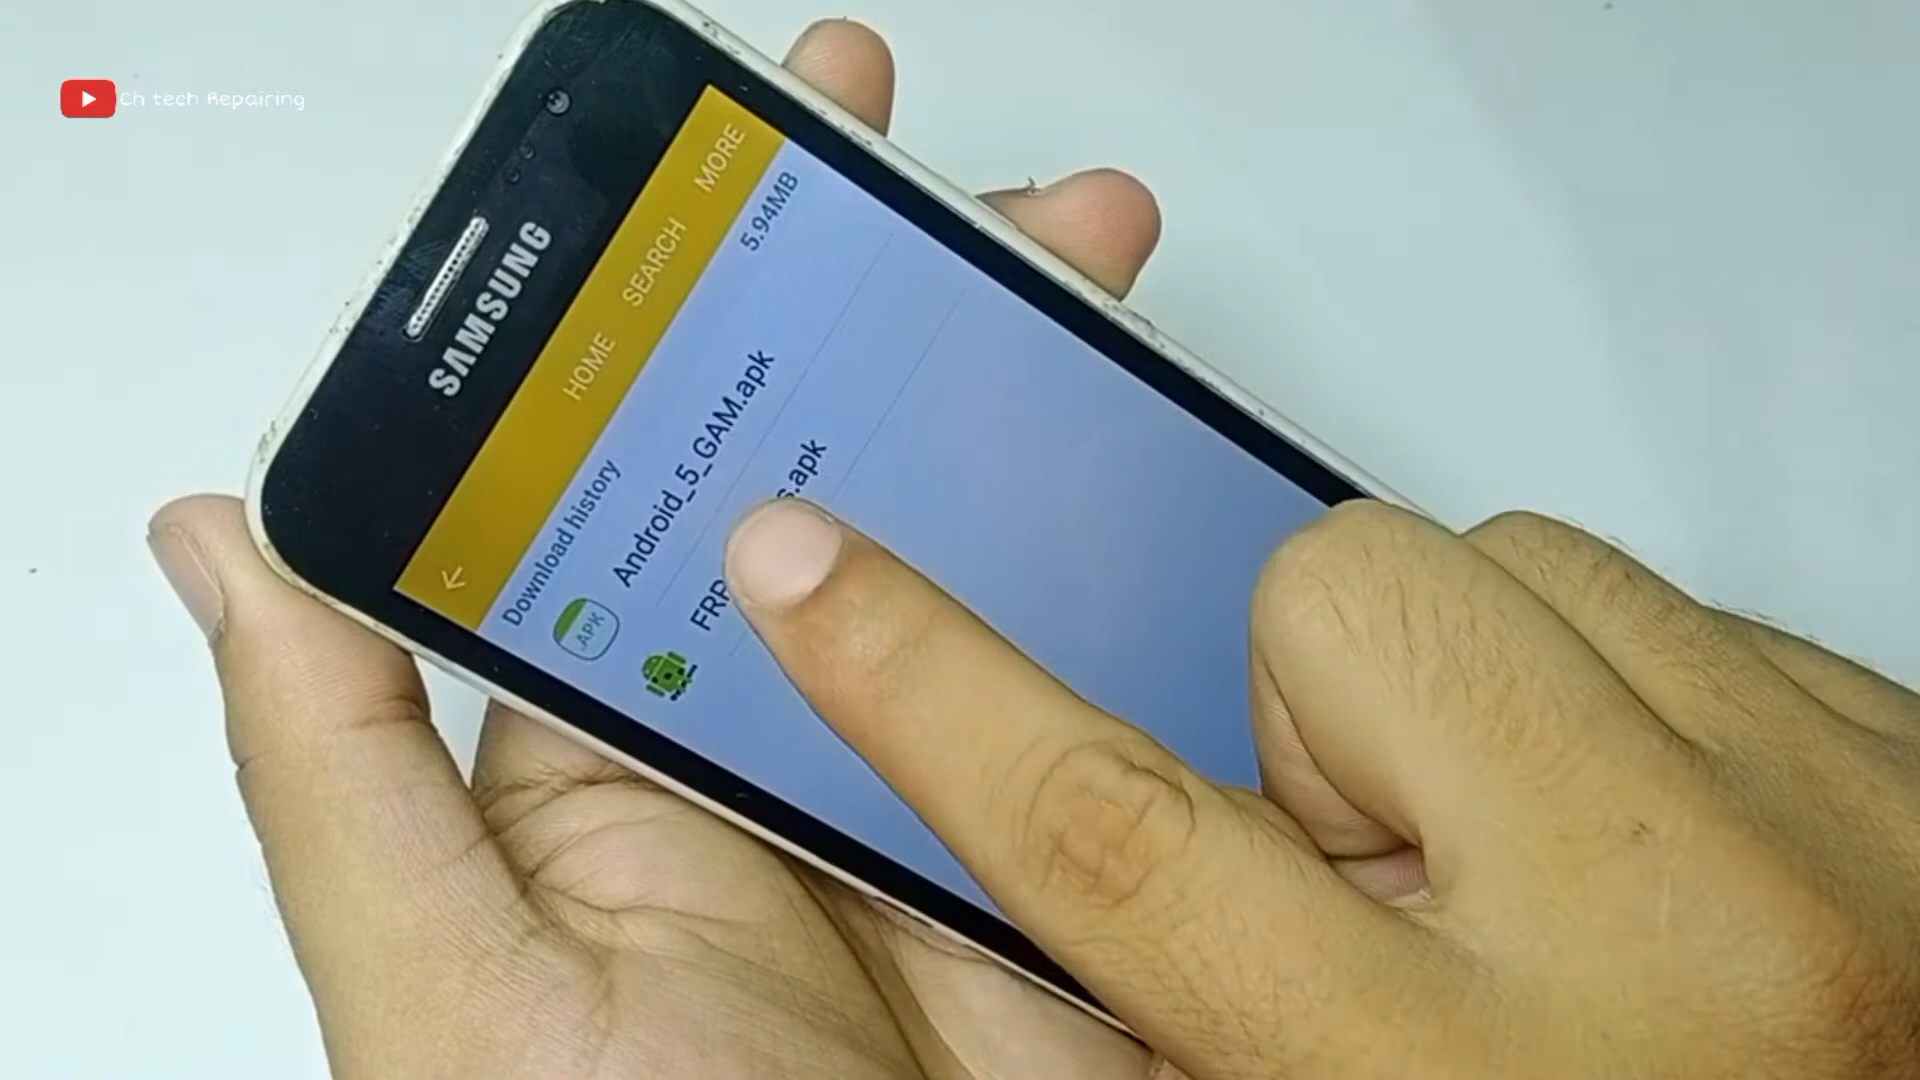 Ch tech Repairing
SAMSUNG
HOME SEARCH MORE
Download history 5.94MB
Android_5_GAM.apk
.APK